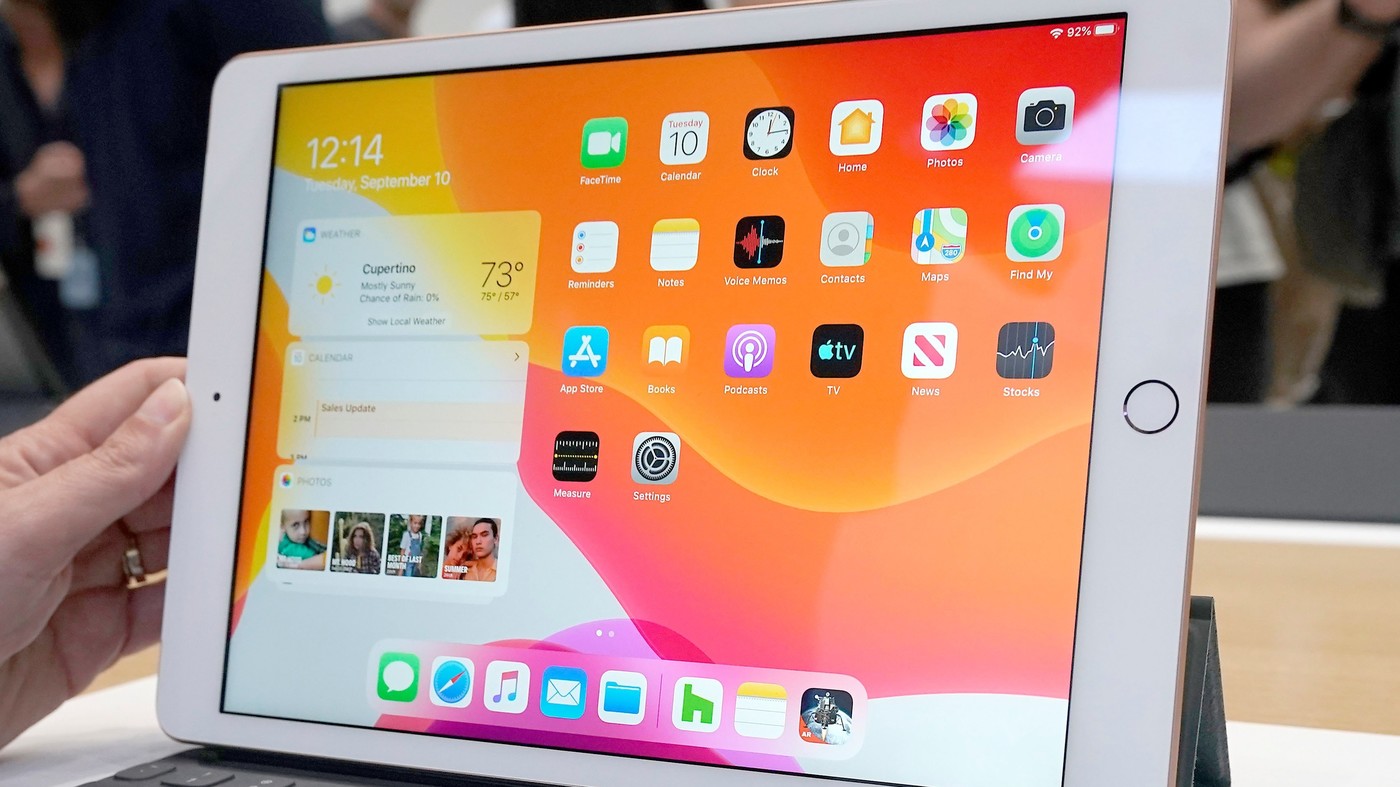 92%
12:14
Tuesday, September 10
WEATHER
Cupertino
Mostly Sunny
Chance of Rain: 0%
73°
75° / 57°
Show Local Weather
CALENDAR
Sales Update
2 PM
PHOTOS
BEST OF LAST
MONTH
SUMMER
FaceTime
Tuesday
10
Calendar
Clock
Home
Photos
Camera
Reminders
Notes
Voice Memos
Contacts
280
Maps
Find My
App Store
Books
Podcasts
tv
TV
News
Stocks
Measure
Settings
AR